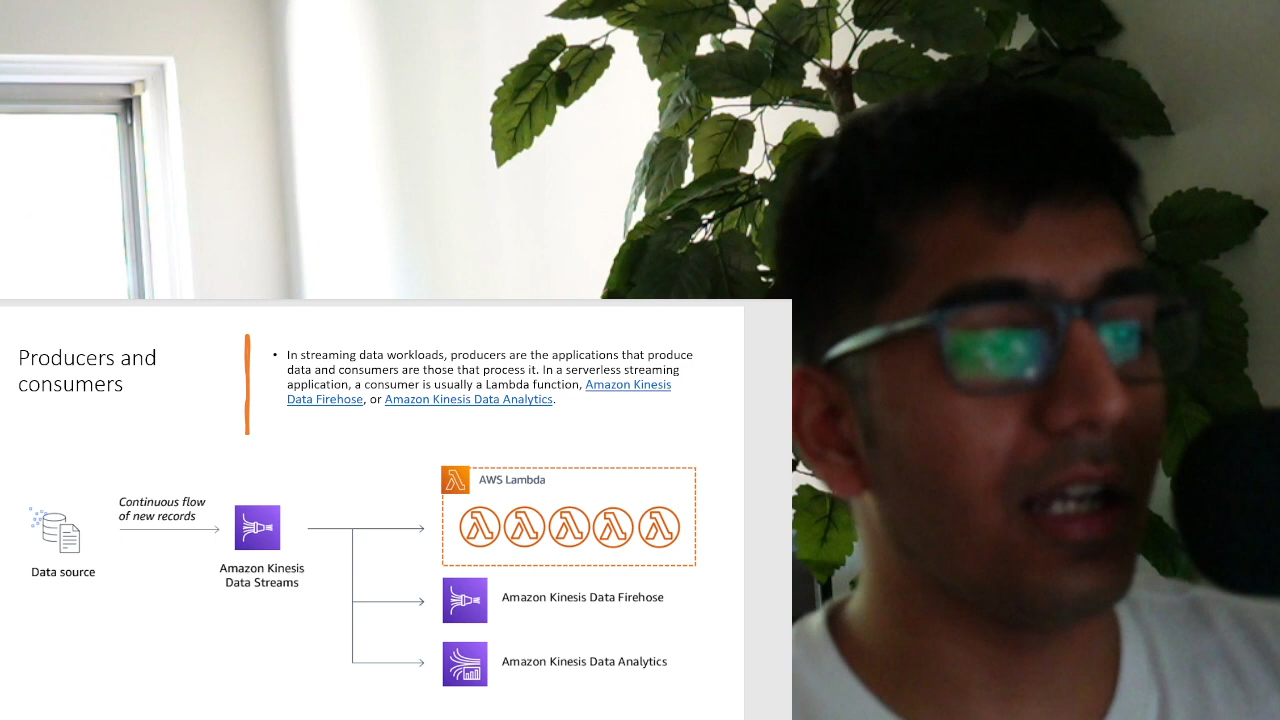 Producers and
consumers
• In streaming data workloads, producers are the applications that produce
data and consumers are those that process it. In a serverless streaming
application, a consumer is usually a Lambda function, Amazon Kinesis
Data Firehose, or Amazon Kinesis Data Analytics.
Continuous flow
of new records
Data source
Amazon Kinesis
Data Streams
AWS Lambda
Amazon Kinesis Data Firehose
Amazon Kinesis Data Analytics